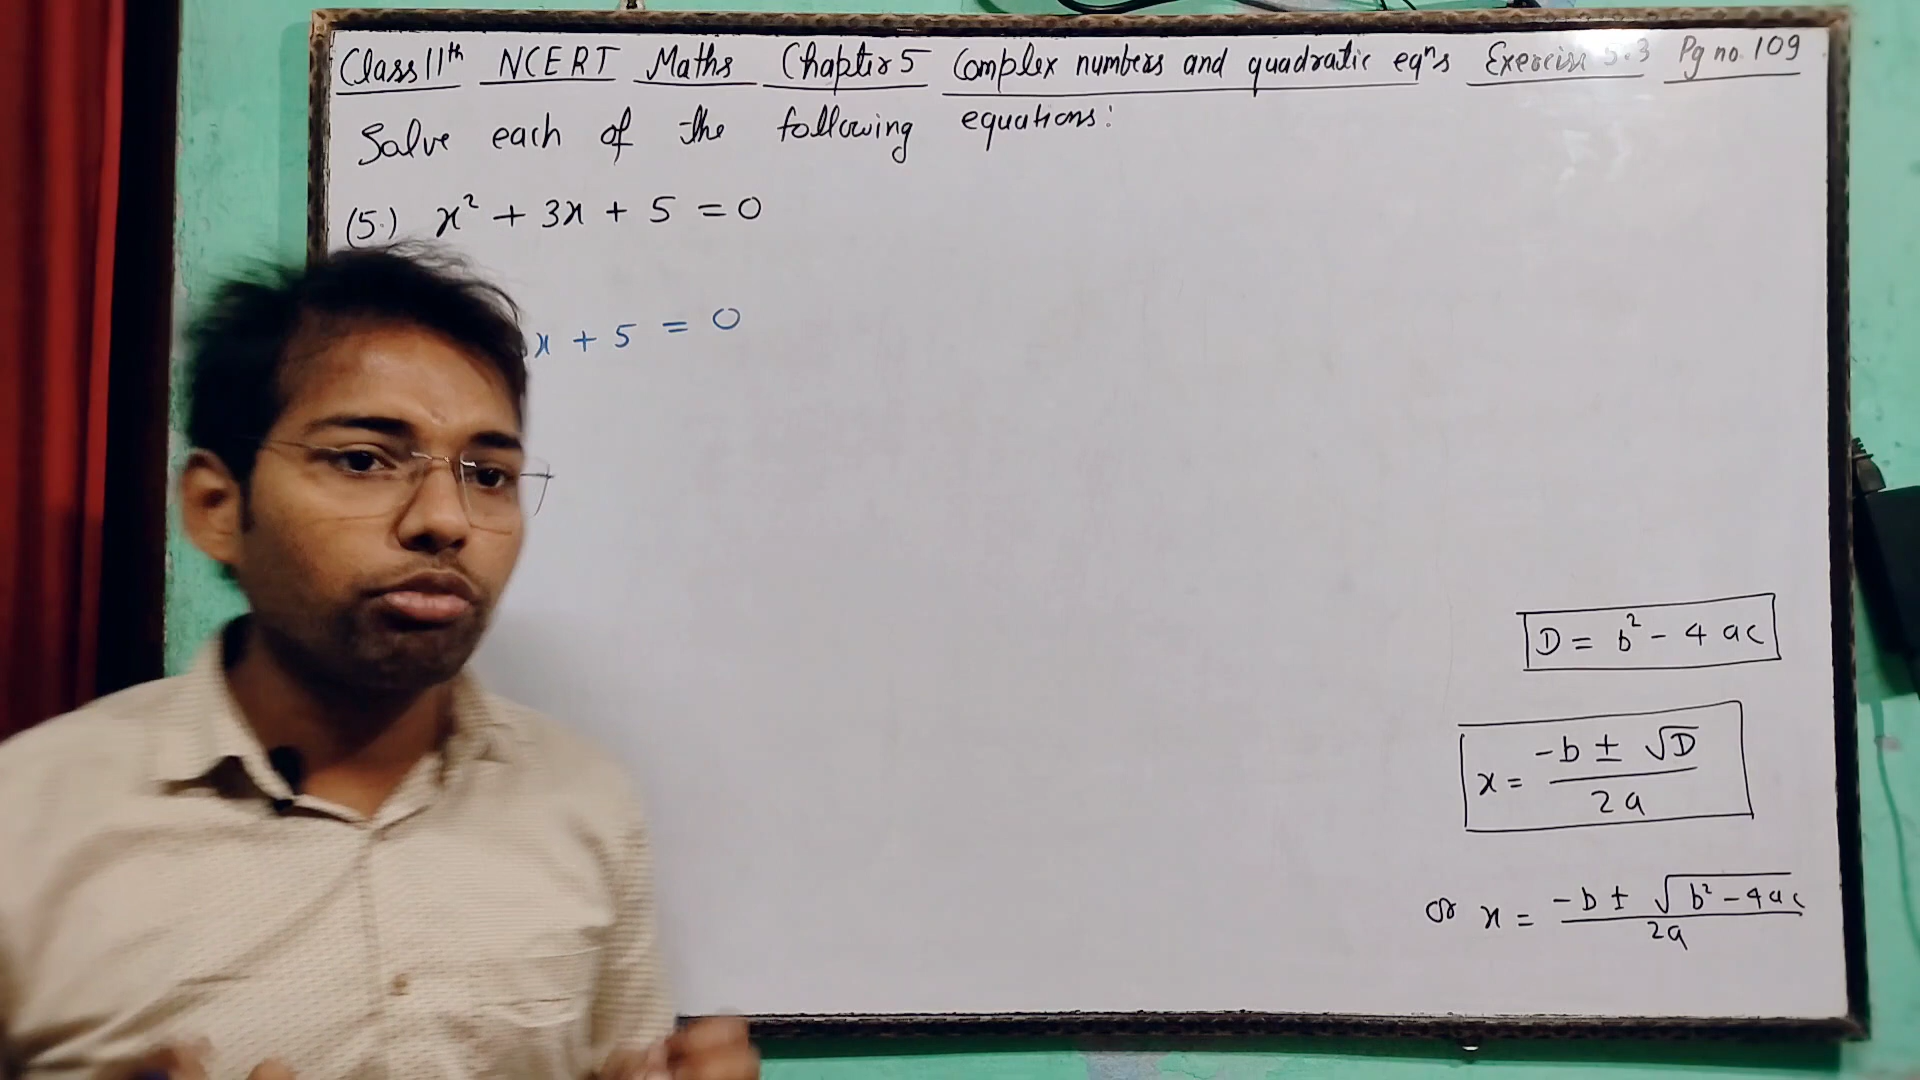 Class 11th NCERT Maths Chapter 5 Complex numbers and quadratic eqⁿs Exercise 5.3 Pg no. 109
Solve each of the following equations:
(5.) x² + 3x + 5 = 0
x + 5 = 0
D = b² - 4ac
x = -b ± √D / 2a
or x = -b ± √b² - 4ac / 2a